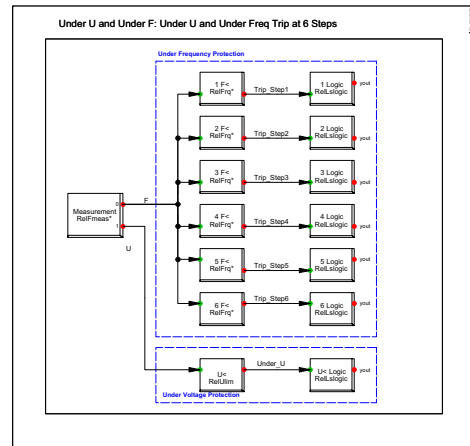 Under U and Under F: Under U and Under Freq Trip at 6 Steps
Under Frequency Protection
1 F<
RelFrq*
Trip_Step1
1 Logic
RelLslogic
yout
2 F<
RelFrq*
Trip_Step2
2 Logic
RelLslogic
yout
3 F<
RelFrq*
Trip_Step3
3 Logic
RelLslogic
yout
Measurement
RelFmeas*
0
1
F
U
4 F<
RelFrq*
Trip_Step4
4 Logic
RelLslogic
yout
5 F<
RelFrq*
Trip_Step5
5 Logic
RelLslogic
yout
6 F<
RelFrq*
Trip_Step6
6 Logic
RelLslogic
yout
U<
RelUlim
Under_U
U< Logic
RelLslogic
yout
Under Voltage Protection